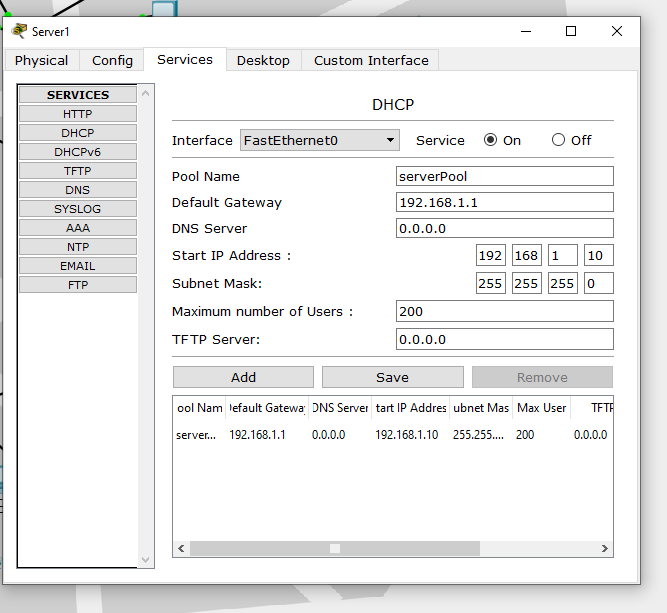 Server1
Physical Config Services Desktop Custom Interface
SERVICES
HTTP
DHCP
DHCPv6
TFTP
DNS
SYSLOG
AAA
NTP
EMAIL
FTP
DHCP
Interface FastEthernet0 Service On Off
Pool Name serverPool
Default Gateway 192.168.1.1
DNS Server 0.0.0.0
Start IP Address : 192 168 1 10
Subnet Mask: 255 255 255 0
Maximum number of Users : 200
TFTP Server: 0.0.0.0
Add Save Remove
ool Nam efault Gateway DNS Server tart IP Addres ubnet Mas Max User TFTP
server... 192.168.1.1 0.0.0.0 192.168.1.10 255.255.... 200 0.0.0.0